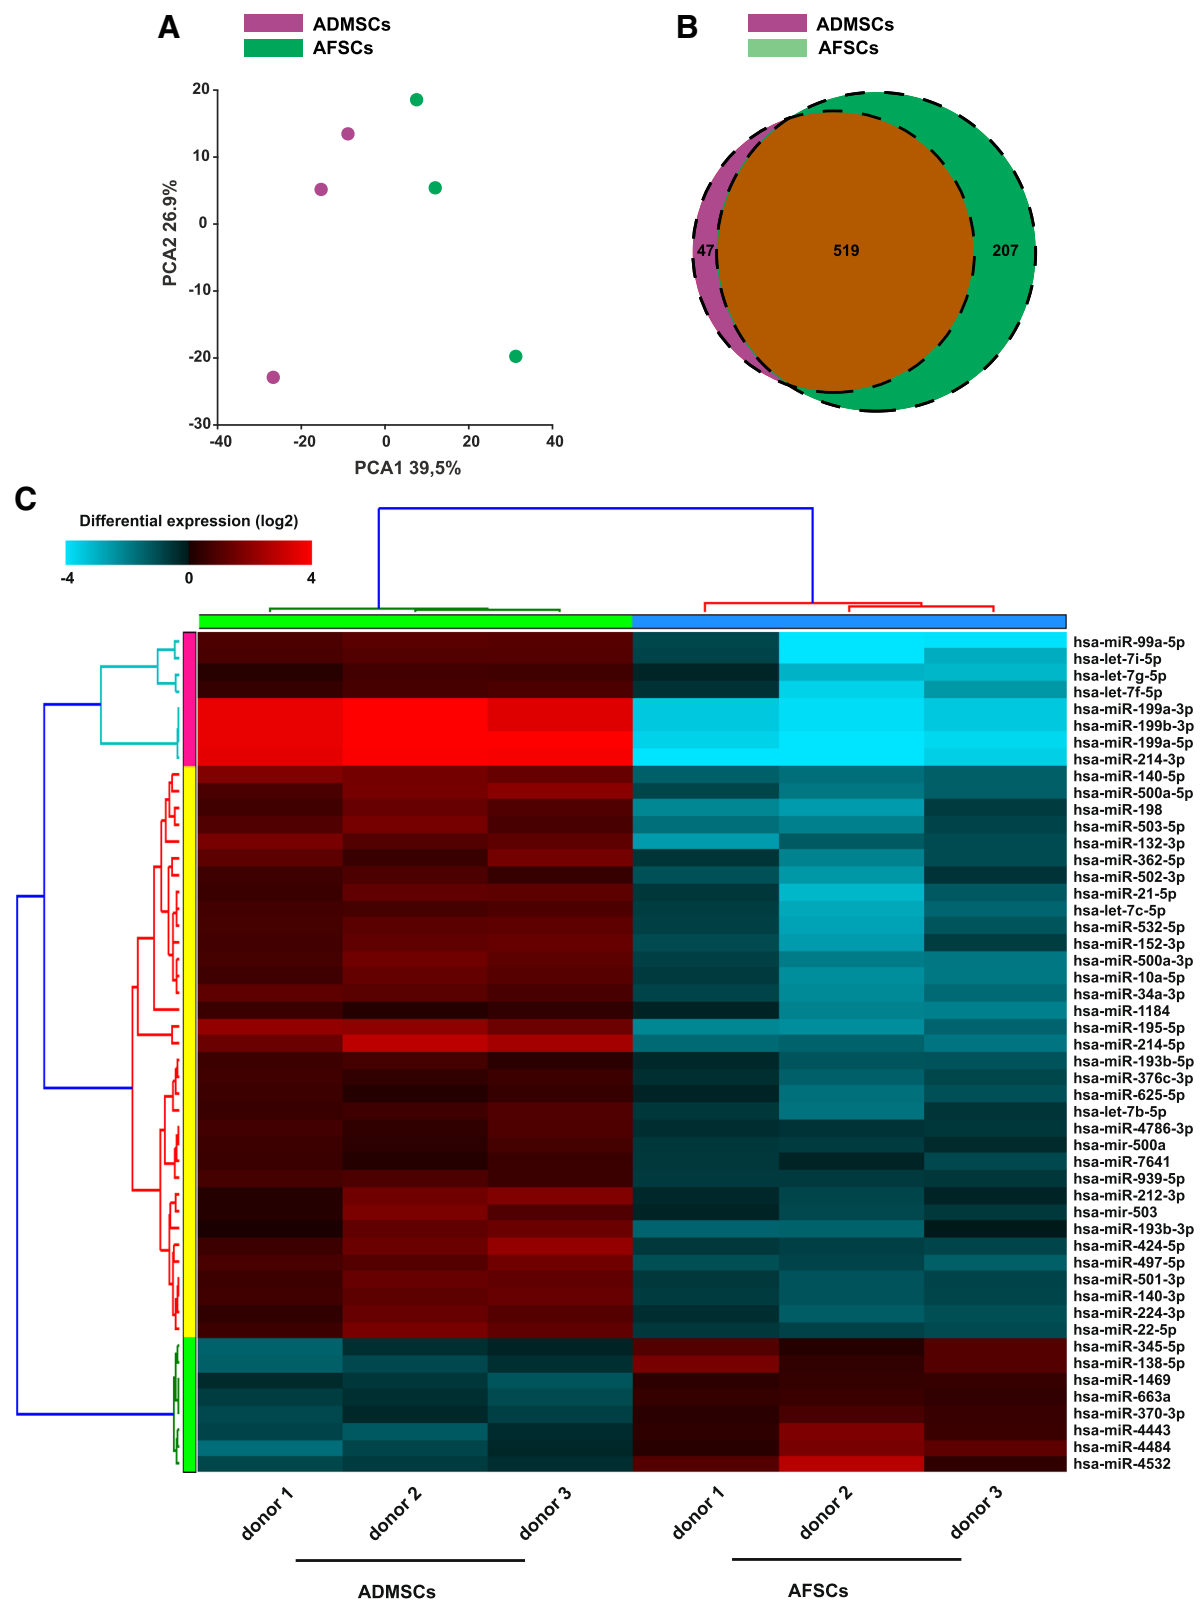 A
ADMSCs
AFSCs
20
10
0
-10
-20
-30
-40
-20
0
20
40
PCA2 26.9%
PCA1 39,5%
B
ADMSCs
AFSCs
47
519
207
C
Differential expression (log2)
-4
0
4
hsa-miR-99a-5p
hsa-let-7i-5p
hsa-let-7g-5p
hsa-let-7f-5p
hsa-miR-199a-3p
hsa-miR-199b-3p
hsa-miR-199a-5p
hsa-miR-214-3p
hsa-miR-140-5p
hsa-miR-500a-5p
hsa-miR-198
hsa-miR-503-5p
hsa-miR-132-3p
hsa-miR-362-5p
hsa-miR-502-3p
hsa-miR-21-5p
hsa-let-7c-5p
hsa-miR-532-5p
hsa-miR-152-3p
hsa-miR-500a-3p
hsa-miR-10a-5p
hsa-miR-34a-3p
hsa-miR-1184
hsa-miR-195-5p
hsa-miR-214-5p
hsa-miR-193b-5p
hsa-miR-376c-3p
hsa-miR-625-5p
hsa-let-7b-5p
hsa-miR-4786-3p
hsa-mir-500a
hsa-miR-7641
hsa-miR-939-5p
hsa-miR-212-3p
hsa-mir-503
hsa-miR-193b-3p
hsa-miR-424-5p
hsa-miR-497-5p
hsa-miR-501-3p
hsa-miR-140-3p
hsa-miR-224-3p
hsa-miR-22-5p
hsa-miR-345-5p
hsa-miR-138-5p
hsa-miR-1469
hsa-miR-663a
hsa-miR-370-3p
hsa-miR-4443
hsa-miR-4484
hsa-miR-4532
donor 1
donor 2
donor 3
donor 1
donor 2
donor 3
ADMSCs
AFSCs